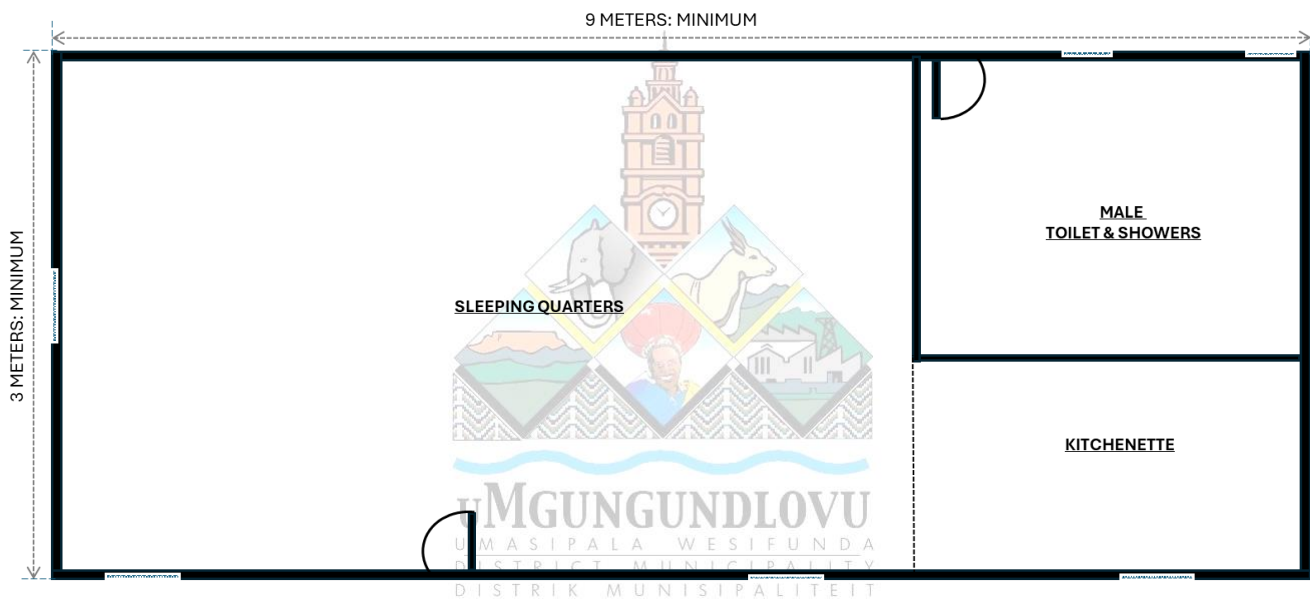 9 METERS: MINIMUM
3 METERS: MINIMUM
MALE
TOILET & SHOWERS
SLEEPING QUARTERS
KITCHENETTE
UMGUNGUNDLOVU
UMASIPALA WESIFUNDA
DISTRICT MUNICIPALITY
DISTRIK MUNISIPALITEIT